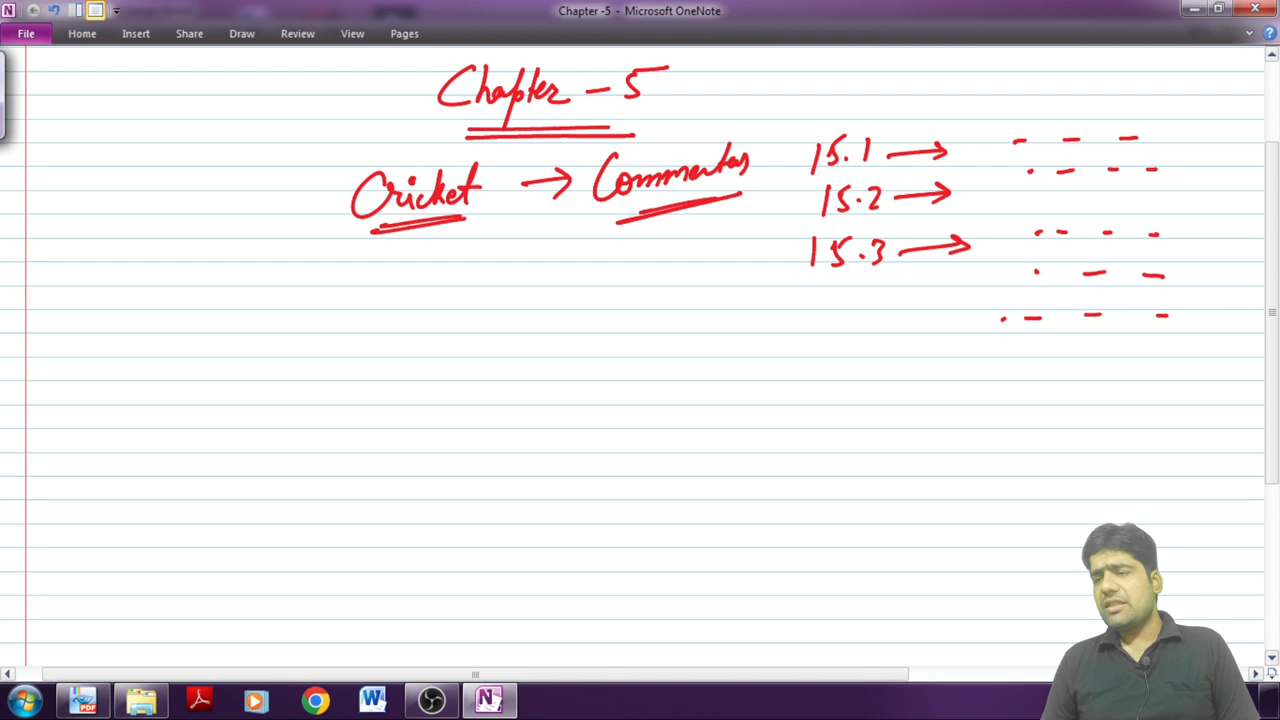 Chapter -5 - Microsoft OneNote
File Home Insert Share Draw Review View Pages
Chapter - 5
Cricket → Commentary
15.1 →
15.2 →
15.3 →